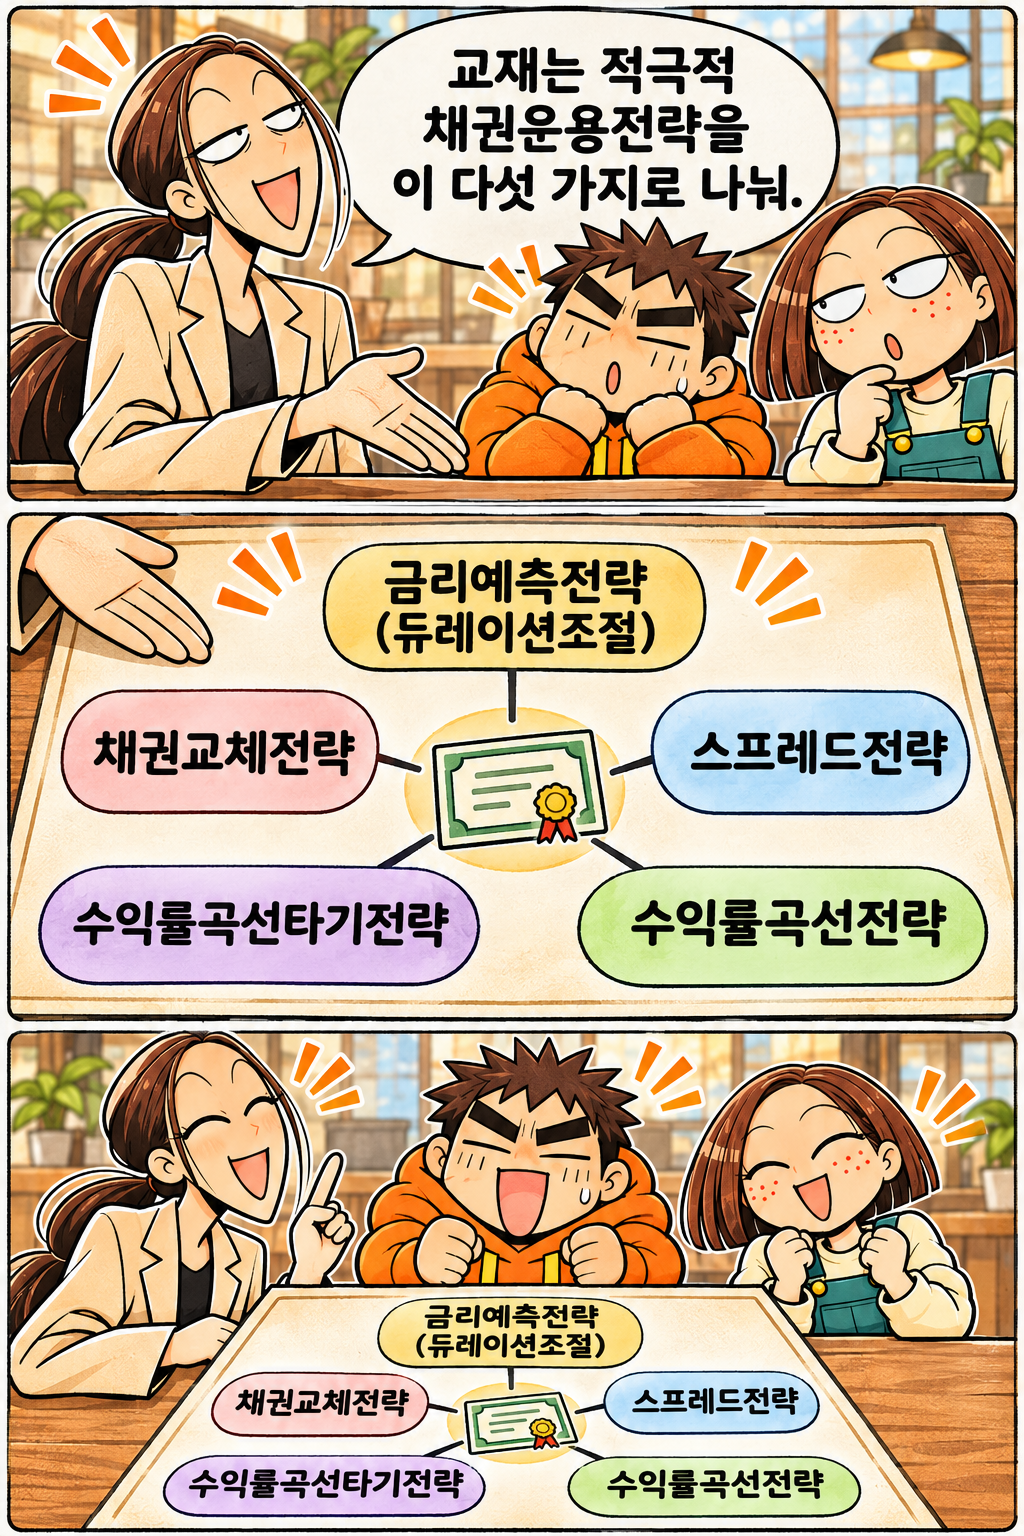 교재는 적극적
채권운용전략을
이 다섯 가지로 나눠.
금리예측전략
(듀레이션조절)
채권교체전략
스프레드전략
수익률곡선타기전략
수익률곡선전략
금리예측전략
(듀레이션조절)
채권교체전략
스프레드전략
수익률곡선타기전략
수익률곡선전략